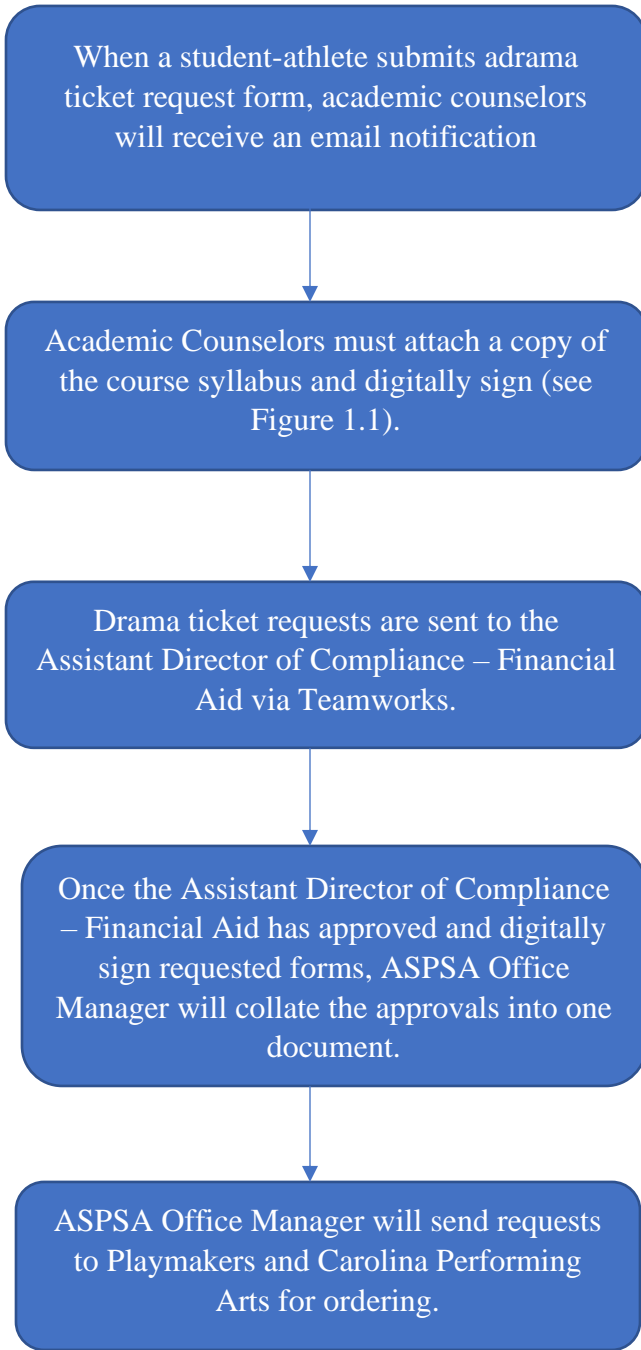 When a student-athlete submits adrama
ticket request form, academic counselors
will receive an email notification
Academic Counselors must attach a copy of
the course syllabus and digitally sign (see
Figure 1.1).
Drama ticket requests are sent to the
Assistant Director of Compliance – Financial
Aid via Teamworks.
Once the Assistant Director of Compliance
– Financial Aid has approved and digitally
sign requested forms, ASPSA Office
Manager will collate the approvals into one
document.
ASPSA Office Manager will send requests
to Playmakers and Carolina Performing
Arts for ordering.